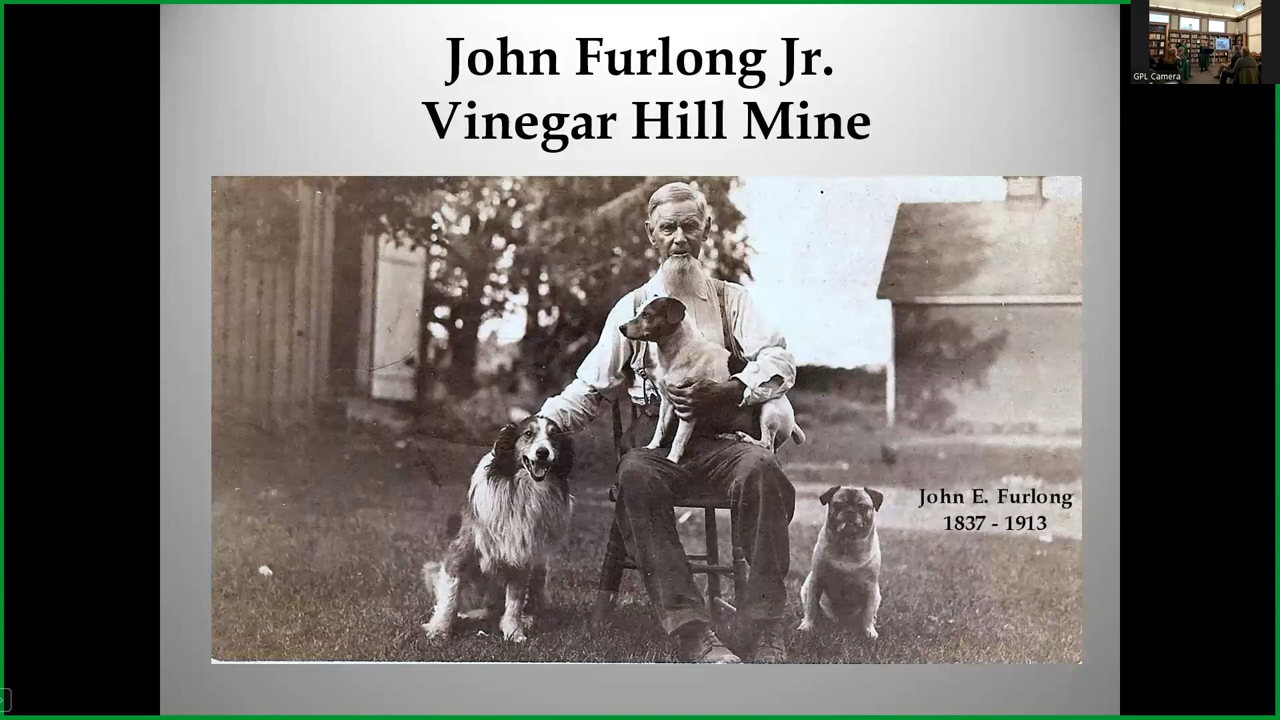 John Furlong Jr.
Vinegar Hill Mine
GPL Camera
John E. Furlong
1837 - 1913